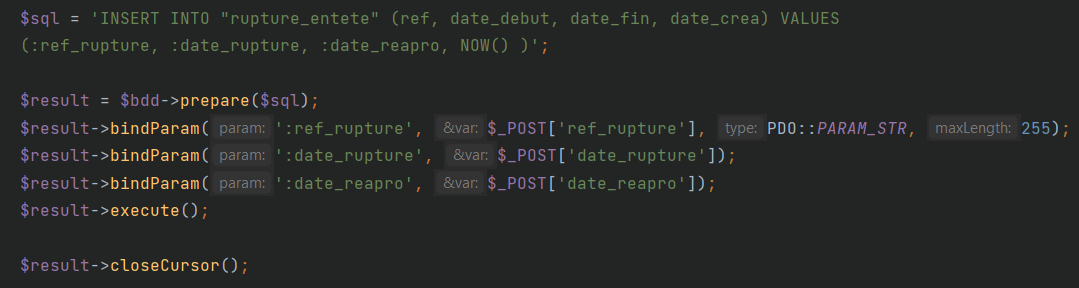 $sql = 'INSERT INTO "rupture_entete" (ref, date_debut, date_fin, date_crea) VALUES
(:ref_rupture, :date_rupture, :date_reapro, NOW() )';
$result = $bdd->prepare($sql);
$result->bindParam( param: ':ref_rupture', &var: $_POST['ref_rupture'], type: PDO::PARAM_STR, maxLength: 255);
$result->bindParam( param: ':date_rupture', &var: $_POST['date_rupture']);
$result->bindParam( param: ':date_reapro', &var: $_POST['date_reapro']);
$result->execute();
$result->closeCursor();